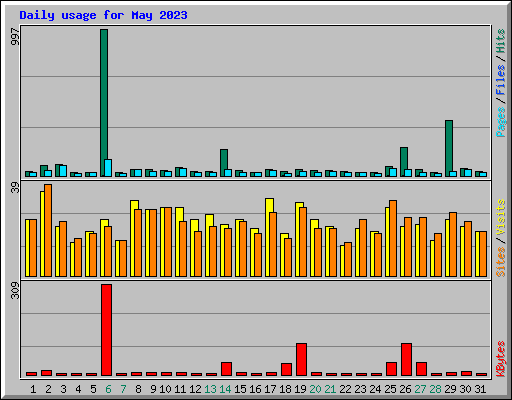 Daily usage for May 2023
997
Pages / Files / Hits
39
Sites / Visits
309
KBytes
1 2 3 4 5 6 7 8 9 10 11 12 13 14 15 16 17 18 19 20 21 22 23 24 25 26 27 28 29 30 31